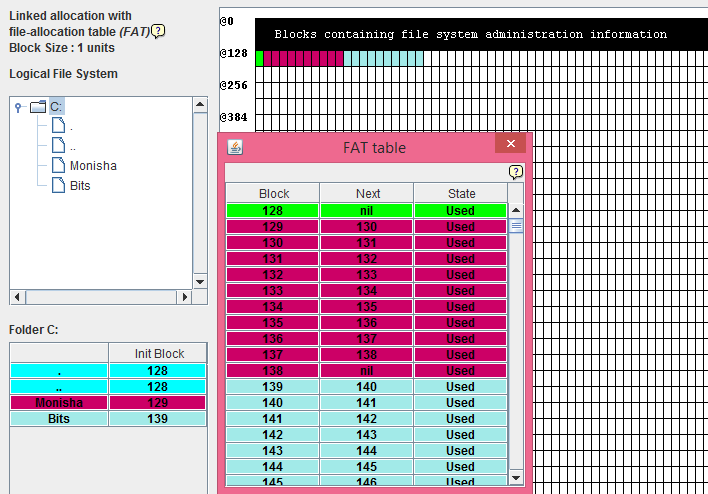 Linked allocation with
file-allocation table (FAT)?
Block Size : 1 units
Logical File System
C:
.
..
Monisha
Bits
Folder C:
Init Block
. 128
.. 128
Monisha 129
Bits 139
@0
Blocks containing file system administration information
@128
@256
@384
FAT table
?
Block Next State
128 nil Used
129 130 Used
130 131 Used
131 132 Used
132 133 Used
133 134 Used
134 135 Used
135 136 Used
136 137 Used
137 138 Used
138 nil Used
139 140 Used
140 141 Used
141 142 Used
142 143 Used
143 144 Used
144 145 Used
145 146 Used